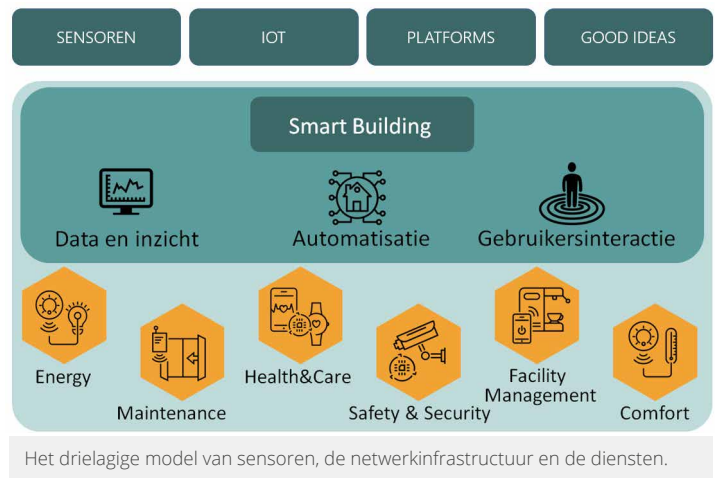 SENSOREN
IOT
PLATFORMS
GOOD IDEAS
Smart Building
Data en inzicht
Automatisatie
Gebruikersinteractie
Energy
Maintenance
Health&Care
Safety & Security
Facility
Management
Comfort
Het drielagige model van sensoren, de netwerkinfrastructuur en de diensten.